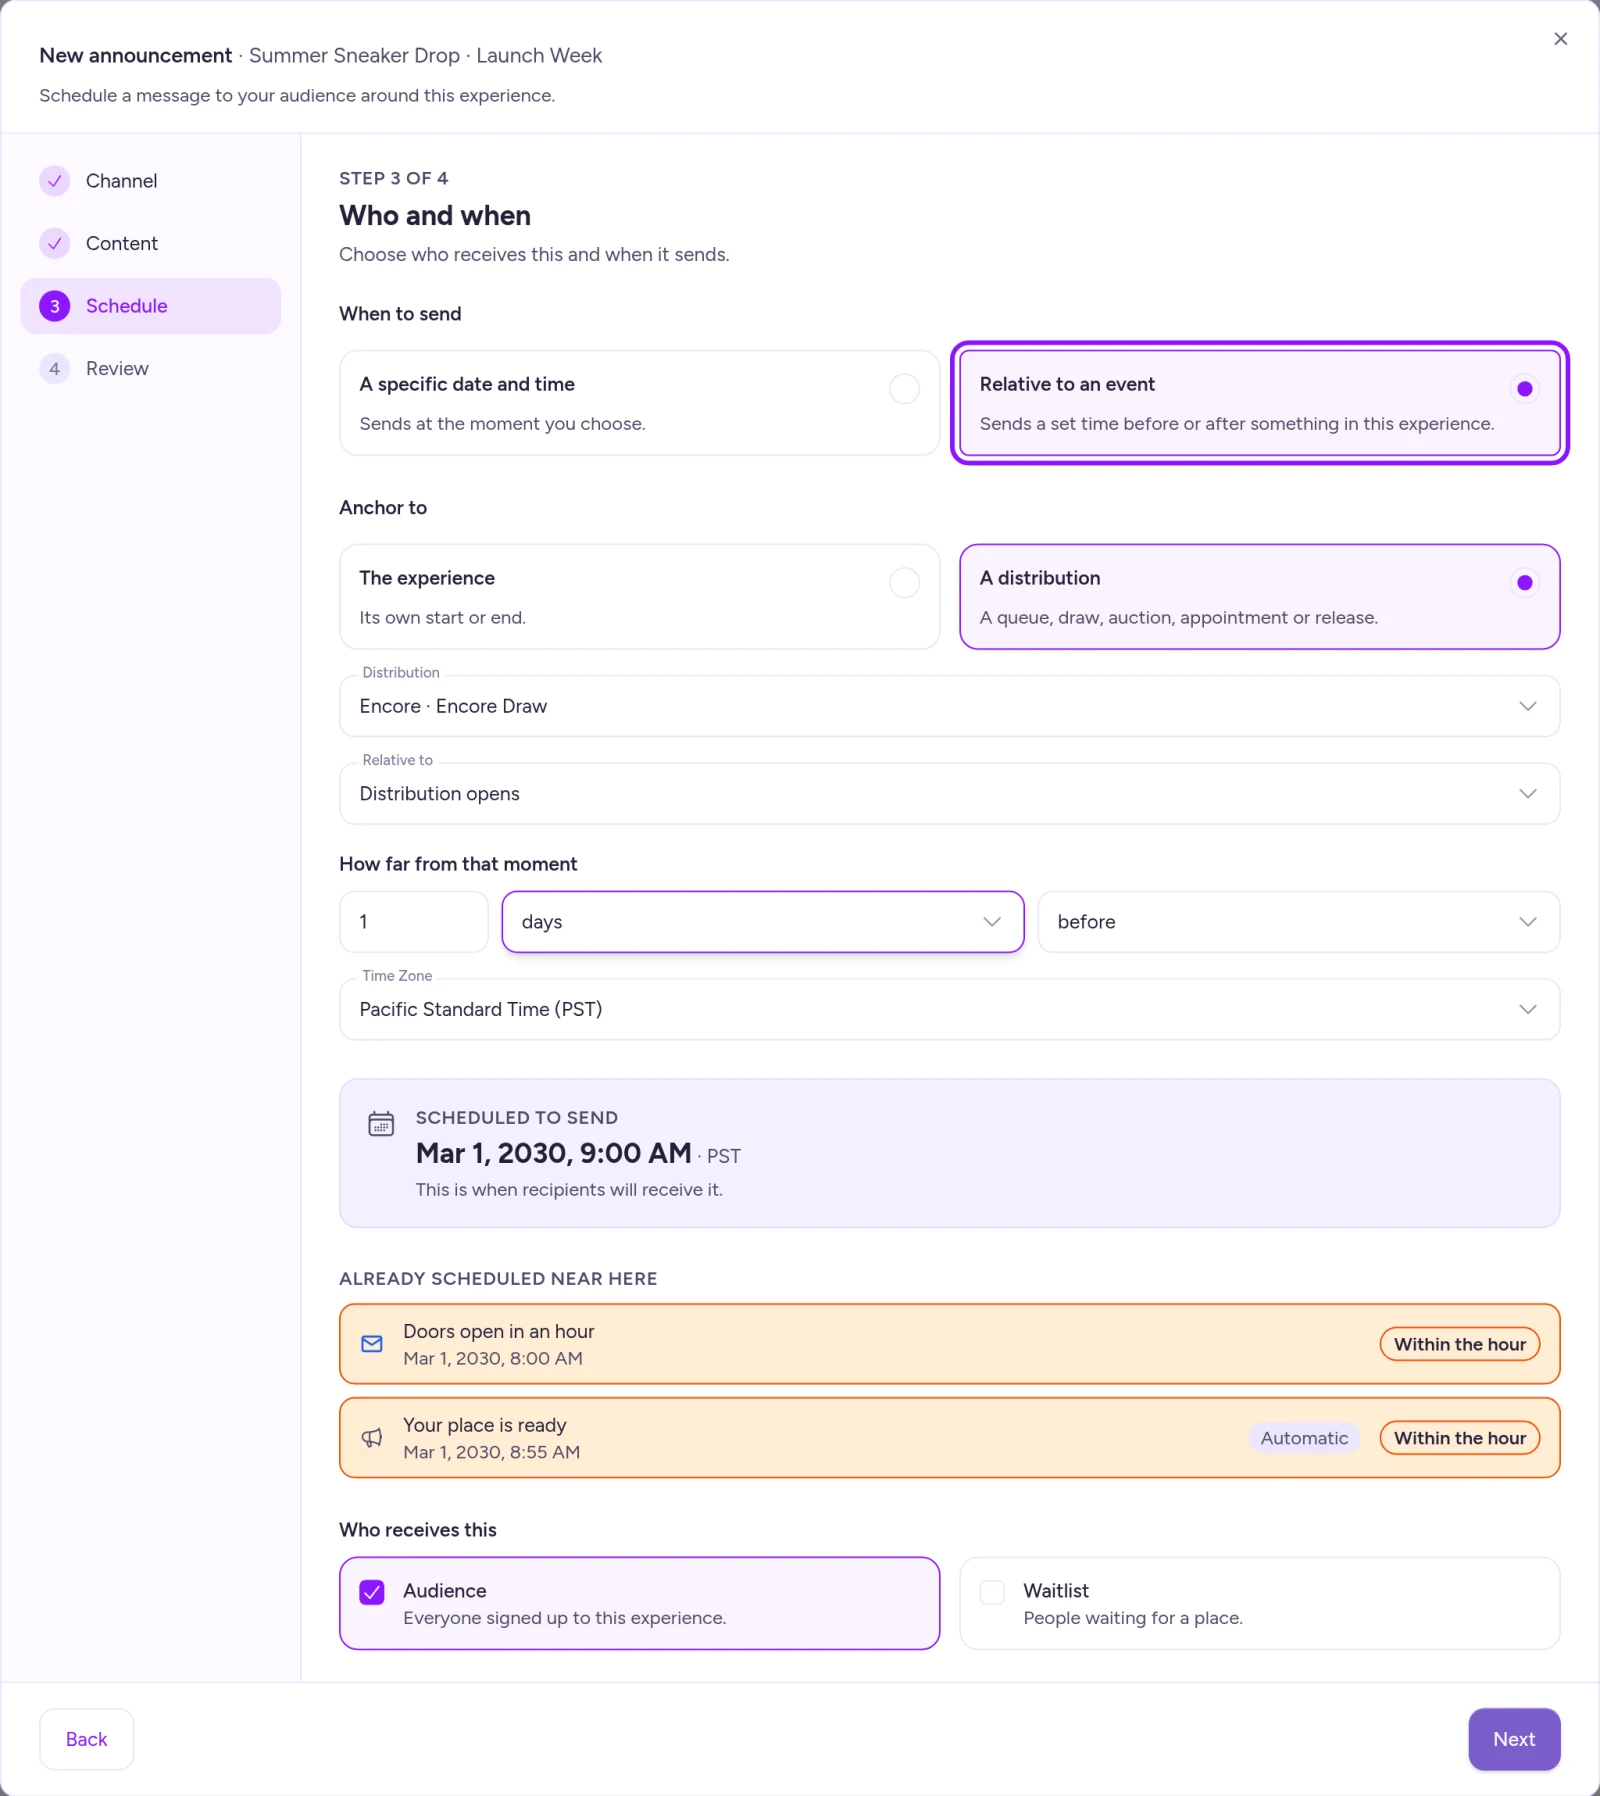 New announcement · Summer Sneaker Drop · Launch Week
Schedule a message to your audience around this experience.
Channel
Content
3 Schedule
4 Review
STEP 3 OF 4
Who and when
Choose who receives this and when it sends.
When to send
A specific date and time
Sends at the moment you choose.
Relative to an event
Sends a set time before or after something in this experience.
Anchor to
The experience
Its own start or end.
A distribution
A queue, draw, auction, appointment or release.
Distribution
Encore · Encore Draw
Relative to
Distribution opens
How far from that moment
1 days before
Time Zone
Pacific Standard Time (PST)
SCHEDULED TO SEND
Mar 1, 2030, 9:00 AM · PST
This is when recipients will receive it.
ALREADY SCHEDULED NEAR HERE
Doors open in an hour
Mar 1, 2030, 8:00 AM
Within the hour
Your place is ready
Mar 1, 2030, 8:55 AM
Automatic
Within the hour
Who receives this
Audience
Everyone signed up to this experience.
Waitlist
People waiting for a place.
Back
Next